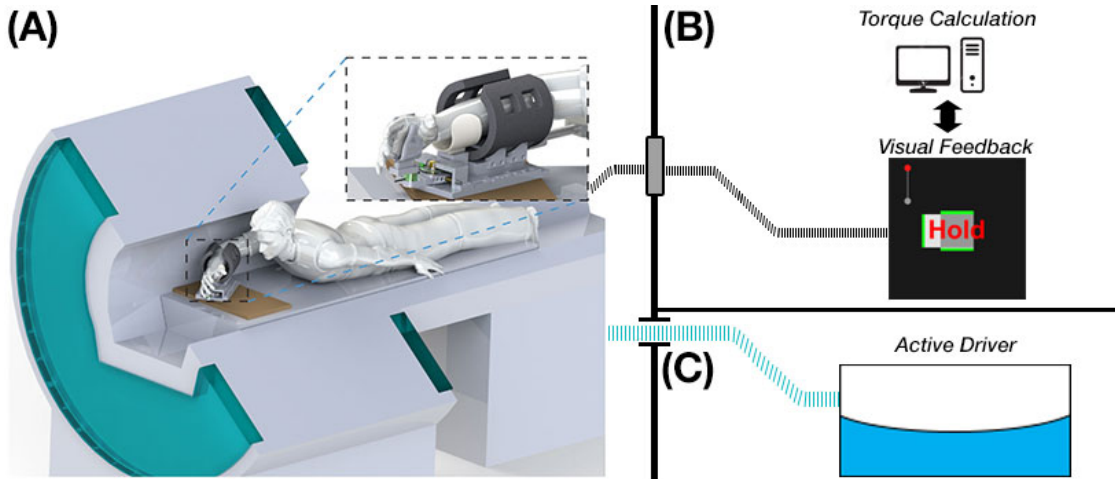 (A)
(B)
Torque Calculation
Visual Feedback
Hold
(C)
Active Driver